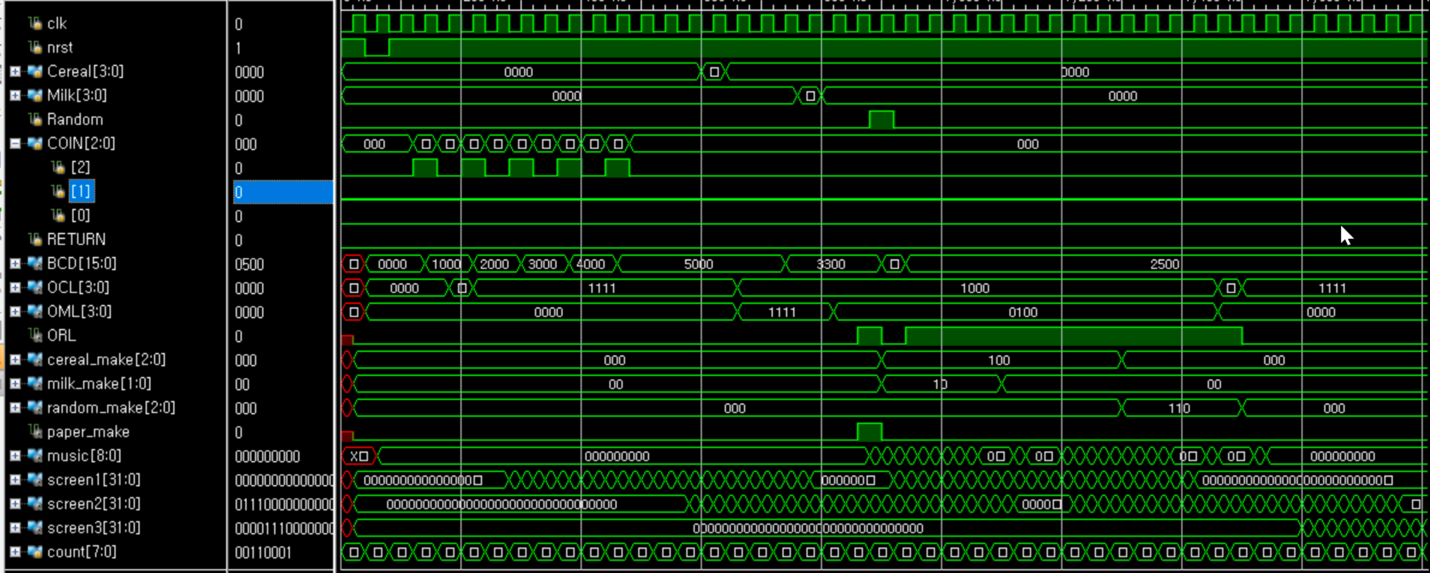 clk 0
nrst 1
Cereal[3:0] 0000 0000 0000
Milk[3:0] 0000 0000 0000
Random 0
COIN[2:0] 000 000 000
[2] 0
[1] 0
[0] 0
RETURN 0
BCD[15:0] 0500 0000 1000 2000 3000 4000 5000 3300 2500
OCL[3:0] 0000 0000 1111 1000 1111
OML[3:0] 0000 0000 1111 0100 0000
ORL 0
cereal_make[2:0] 000 000 100 000
milk_make[1:0] 00 00 10 00
random_make[2:0] 000 000 110 000
paper_make 0
music[8:0] 000000000 X 000000000 0 0 0 0 000000000
screen1[31:0]
screen2[31:0]
screen3[31:0]
count[7:0] 00110001